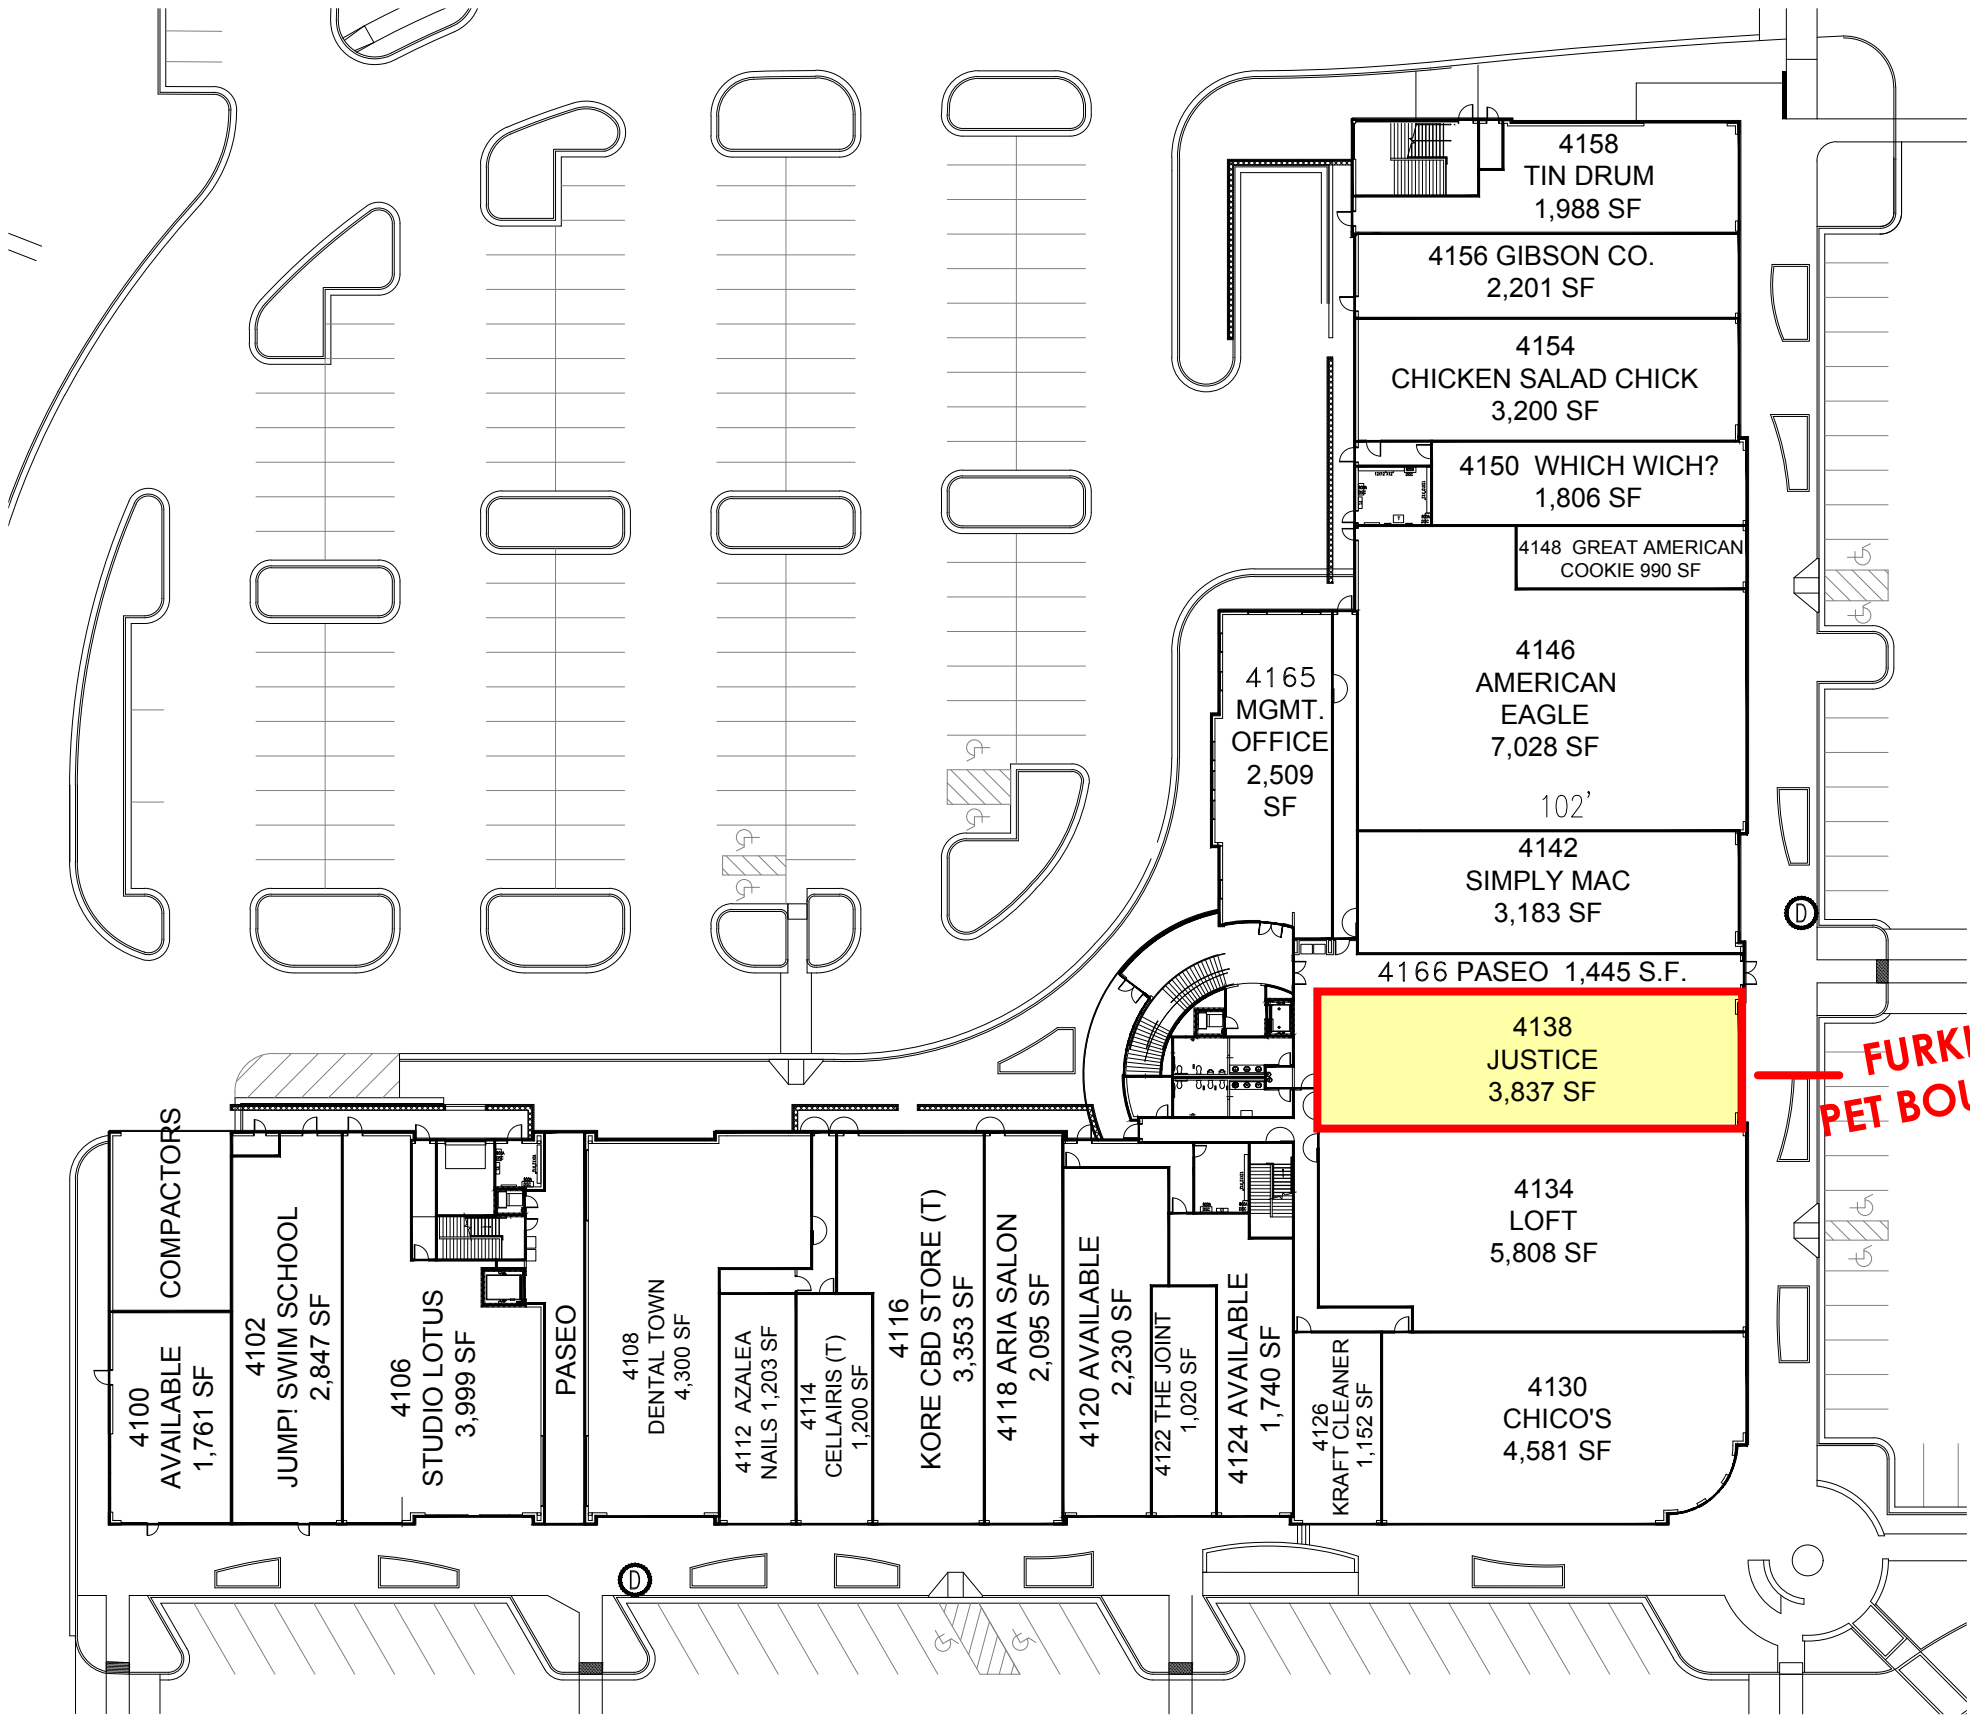 4158
TIN DRUM
1,988 SF
4156 GIBSON CO.
2,201 SF
4154
CHICKEN SALAD CHICK
3,200 SF
4150 WHICH WICH?
1,806 SF
4148 GREAT AMERICAN
COOKIE 990 SF
4146
AMERICAN
EAGLE
7,028 SF
102'
4165
MGMT.
OFFICE
2,509
SF
4142
SIMPLY MAC
3,183 SF
D
4166 PASEO 1,445 S.F.
4138
JUSTICE
3,837 SF
4134
LOFT
5,808 SF
4130
CHICO'S
4,581 SF
COMPACTORS
4100
AVAILABLE
1,761 SF
4102
JUMP! SWIM SCHOOL
2,847 SF
4106
STUDIO LOTUS
3,999 SF
PASEO
4108
DENTAL TOWN
4,300 SF
4112 AZALEA
NAILS 1,203 SF
4114
CELLAIRIS (T)
1,200 SF
4116
KORE CBD STORE (T)
3,353 SF
4118 ARIA SALON
2,095 SF
4120 AVAILABLE
2,230 SF
4122 THE JOINT
1,020 SF
4124 AVAILABLE
1,740 SF
4126
KRAFT CLEANER
1,152 SF
D
PET